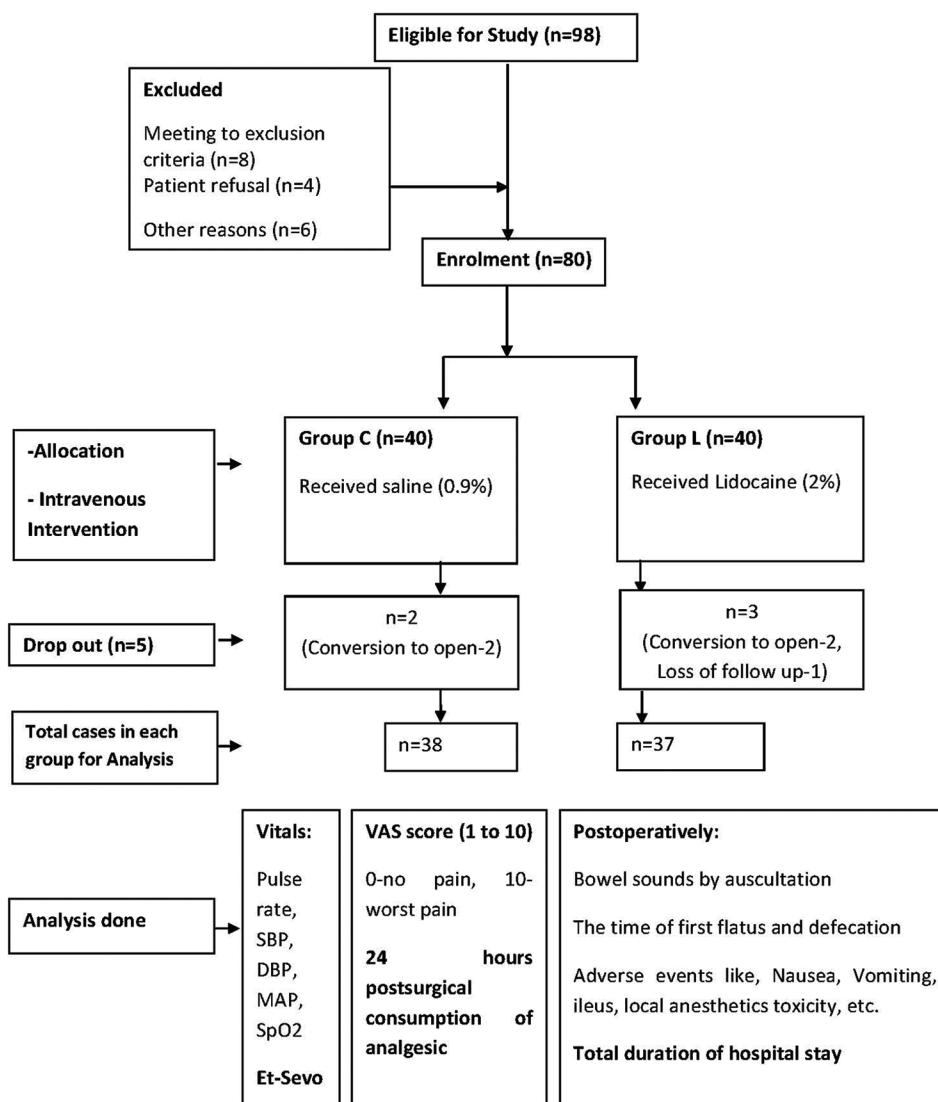 Eligible for Study (n=98)
Excluded
Meeting to exclusion
criteria (n=8)
Patient refusal (n=4)
Other reasons (n=6)
Enrolment (n=80)
-Allocation
- Intravenous
Intervention
Group C (n=40)
Received saline (0.9%)
Group L (n=40)
Received Lidocaine (2%)
Drop out (n=5)
n=2
(Conversion to open-2)
n=3
(Conversion to open-2,
Loss of follow up-1)
Total cases in each
group for Analysis
n=38
n=37
Analysis done
Vitals:
Pulse
rate,
SBP,
DBP,
MAP,
SpO2
Et-Sevo
VAS score (1 to 10)
0-no pain, 10-
worst pain
24 hours
postsurgical
consumption of
analgesic
Postoperatively:
Bowel sounds by auscultation
The time of first flatus and defecation
Adverse events like, Nausea, Vomiting,
ileus, local anesthetics toxicity, etc.
Total duration of hospital stay